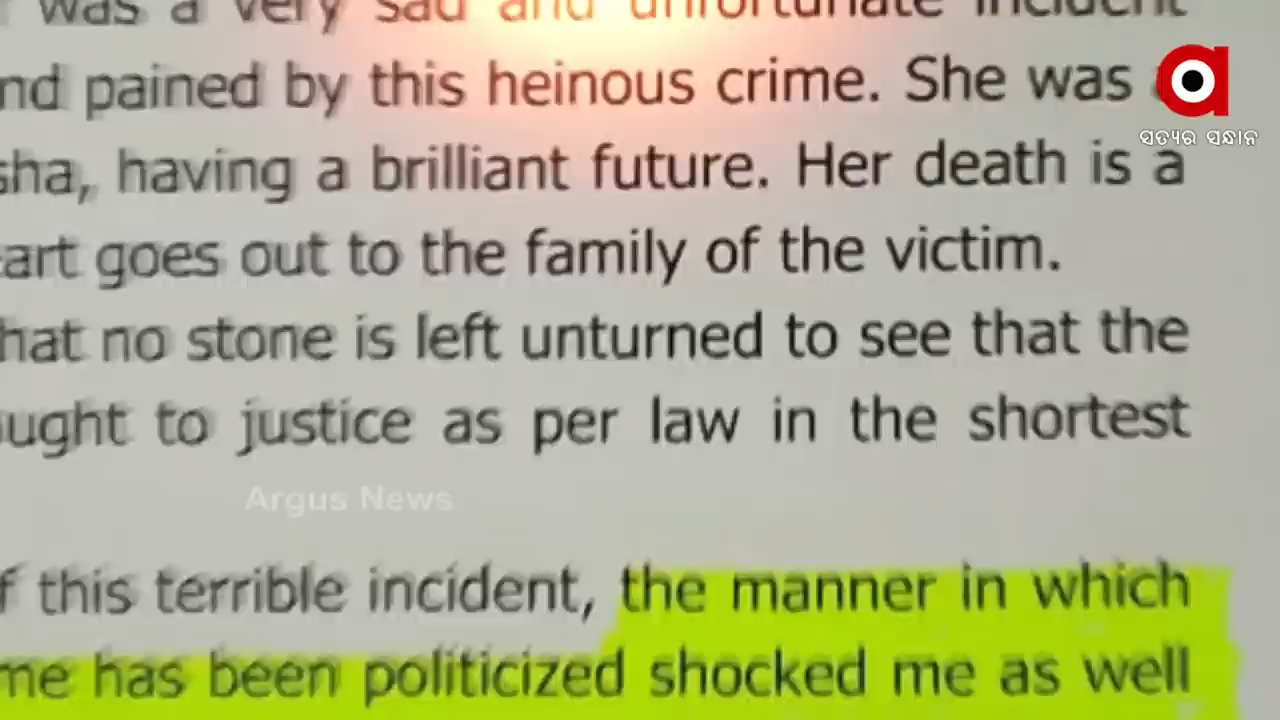 was a very sad and unfortunate incident
nd pained by this heinous crime. She was a
sha, having a brilliant future. Her death is a
art goes out to the family of the victim.
hat no stone is left unturned to see that the
ught to justice as per law in the shortest
f this terrible incident, the manner in which
me has been politicized shocked me as well
Argus News
ସତ୍ୟର ସନ୍ଧାନ